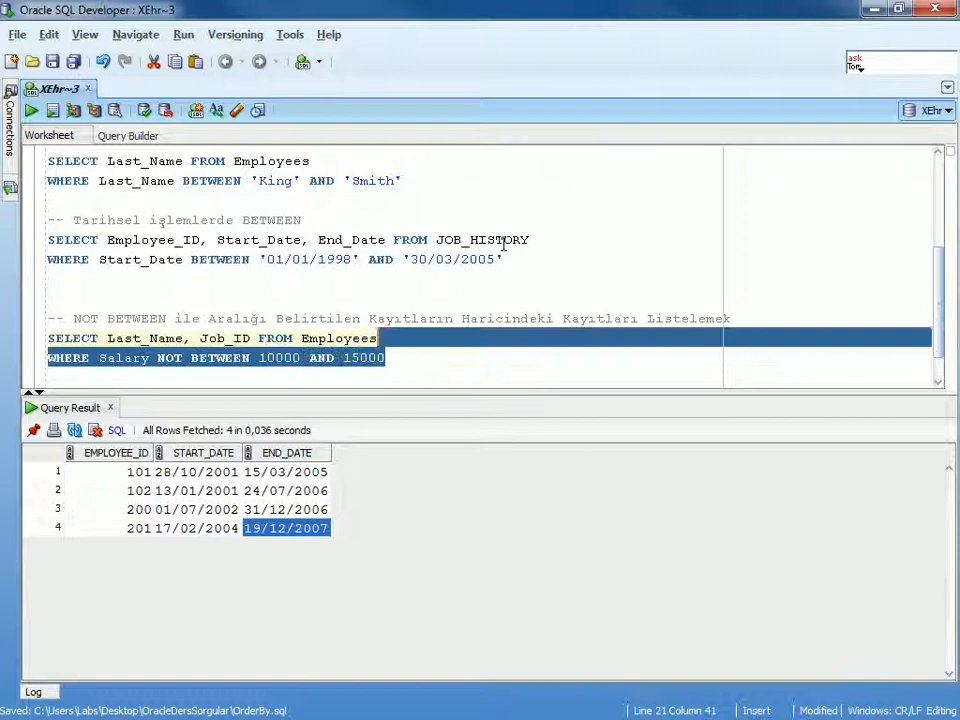 Oracle SQL Developer : XEhr~3
File Edit View Navigate Run Versioning Tools Help
ask
Tom
XEhr~3
XEhr
Connections
Worksheet Query Builder
SELECT Last_Name FROM Employees
WHERE Last_Name BETWEEN 'King' AND 'Smith'
-- Tarihsel işlemlerde BETWEEN
SELECT Employee_ID, Start_Date, End_Date FROM JOB_HISTORY
WHERE Start_Date BETWEEN '01/01/1998' AND '30/03/2005'
-- NOT BETWEEN ile Aralığı Belirtilen Kayıtların Haricindeki Kayıtları Listelemek
SELECT Last_Name, Job_ID FROM Employees
WHERE Salary NOT BETWEEN 10000 AND 15000
Query Result
SQL All Rows Fetched: 4 in 0,036 seconds
EMPLOYEE_ID START_DATE END_DATE
1 101 28/10/2001 15/03/2005
2 102 13/01/2001 24/07/2006
3 200 01/07/2002 31/12/2006
4 201 17/02/2004 19/12/2007
Log
Saved: C:\Users\Labs\Desktop\OracleDersSorgular\OrderBy.sql Line 21 Column 41 Insert Modified Windows: CR/LF Editing